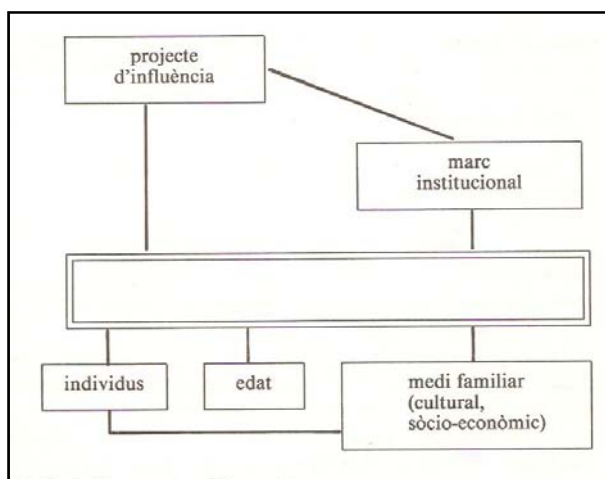 projecte
d'influència
marc
institucional
individus
edat
medi familiar
(cultural,
sòcio-econòmic)